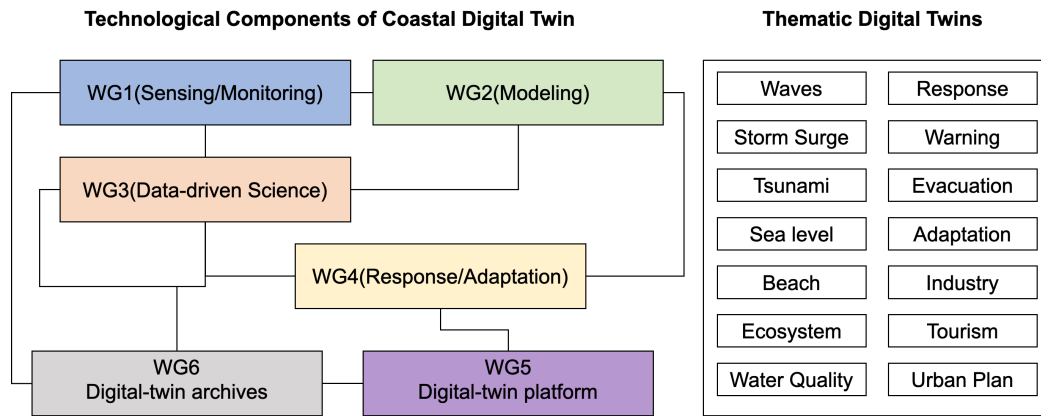 Technological Components of Coastal Digital Twin
WG1(Sensing/Monitoring)
WG2(Modeling)
WG3(Data-driven Science)
WG4(Response/Adaptation)
WG6
Digital-twin archives
WG5
Digital-twin platform
Thematic Digital Twins
Waves
Response
Storm Surge
Warning
Tsunami
Evacuation
Sea level
Adaptation
Beach
Industry
Ecosystem
Tourism
Water Quality
Urban Plan